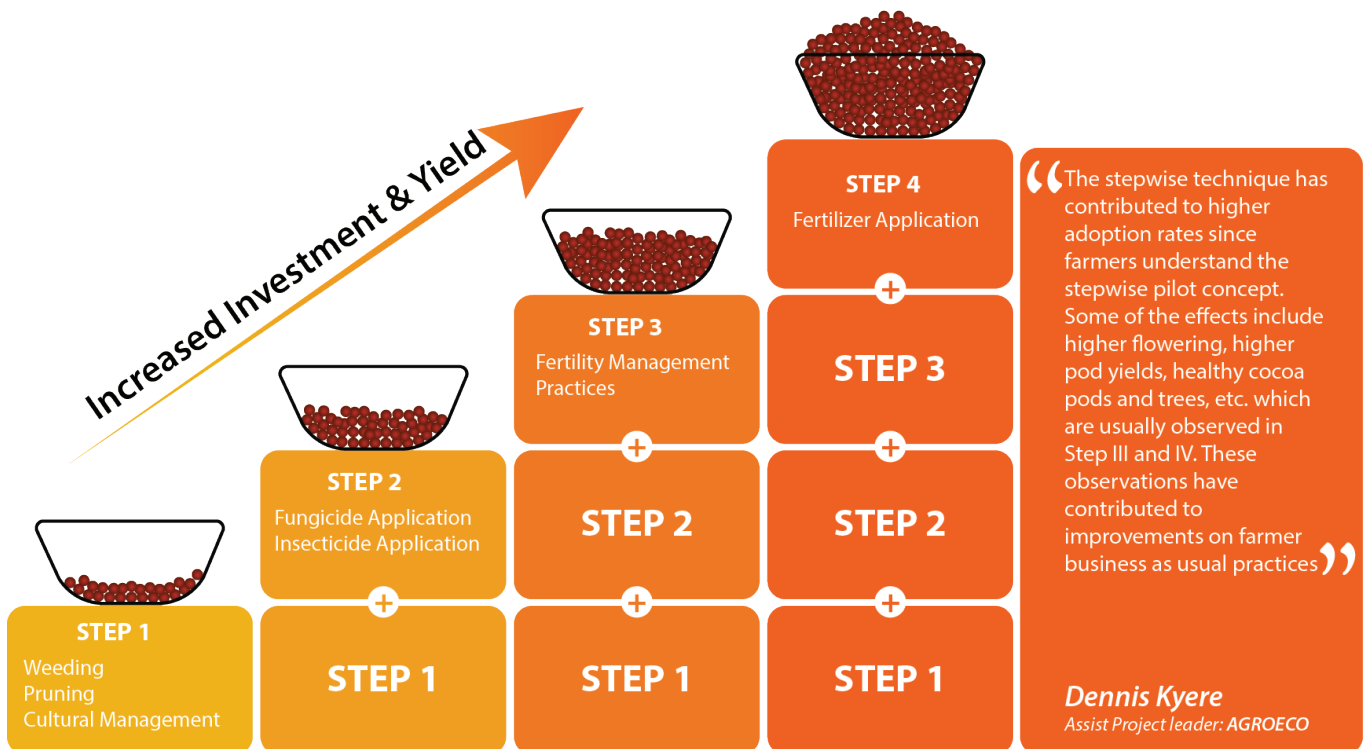 Increased Investment & Yield
STEP 1
Weeding
Pruning
Cultural Management
STEP 2
Fungicide Application
Insecticide Application
+
STEP 1
STEP 3
Fertility Management
Practices
+
STEP 2
+
STEP 1
STEP 4
Fertilizer Application
+
STEP 3
+
STEP 2
+
STEP 1
“The stepwise technique has
contributed to higher
adoption rates since
farmers understand the
stepwise pilot concept.
Some of the effects include
higher flowering, higher
pod yields, healthy cocoa
pods and trees, etc. which
are usually observed in
Step III and IV. These
observations have
contributed to
improvements on farmer
business as usual practices”
Dennis Kyere
Assist Project leader: AGROECO